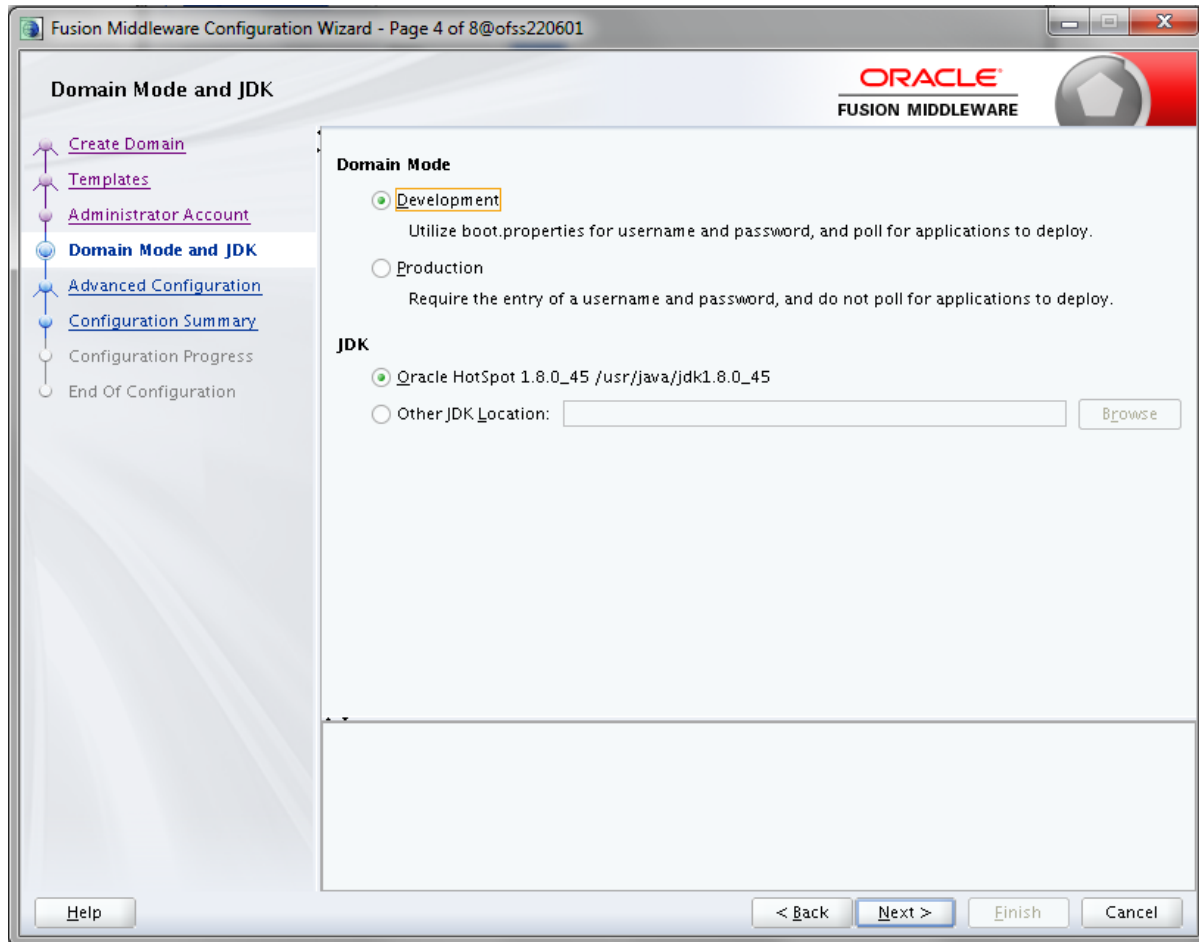 Fusion Middleware Configuration Wizard - Page 4 of 8@ofss220601
Domain Mode and JDK
ORACLE
FUSION MIDDLEWARE
Create Domain
Templates
Administrator Account
Domain Mode and JDK
Advanced Configuration
Configuration Summary
Configuration Progress
End Of Configuration
Domain Mode
Development
Utilize boot.properties for username and password, and poll for applications to deploy.
Production
Require the entry of a username and password, and do not poll for applications to deploy.
JDK
Oracle HotSpot 1.8.0_45 /usr/java/jdk1.8.0_45
Other JDK Location:
Browse
Help
< Back
Next >
Finish
Cancel